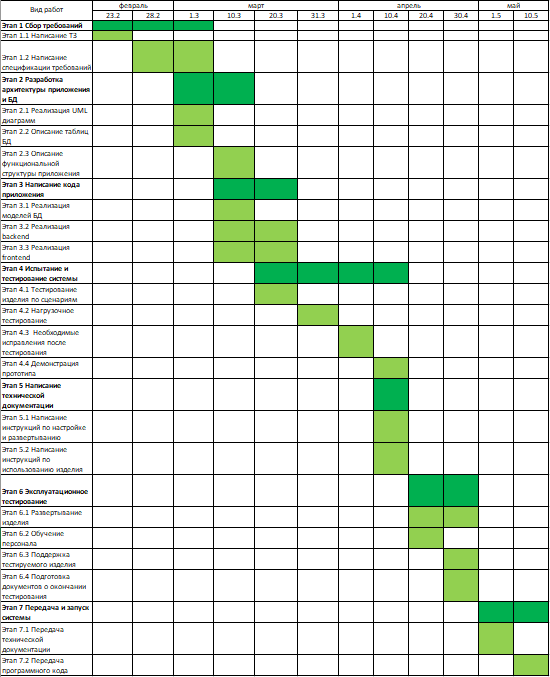 Вид работ
февраль
март
апрель
май
23.2
28.2
1.3
10.3
20.3
31.3
1.4
10.4
20.4
30.4
1.5
10.5
Этап 1 Сбор требований
Этап 1.1 Написание ТЗ
Этап 1.2 Написание
спецификации требований
Этап 2 Разработка
архитектуры приложения
и БД
Этап 2.1 Реализация UML
диаграмм
Этап 2.2 Описание таблиц
БД
Этап 2.3 Описание
функциональной
структуры приложения
Этап 3 Написание кода
приложения
Этап 3.1 Реализация
моделей БД
Этап 3.2 Реализация
backend
Этап 3.3 Реализация
frontend
Этап 4 Испытание и
тестирование системы
Этап 4.1 Тестирование
изделия по сценариям
Этап 4.2 Нагрузочное
тестирование
Этап 4.3 Необходимые
исправления после
тестирования
Этап 4.4 Демонстрация
прототипа
Этап 5 Написание
технической
документации
Этап 5.1 Написание
инструкций по настройке
и развертыванию
Этап 5.2 Написание
инструкций по
использованию изделия
Этап 6 Эксплуатационное
тестирование
Этап 6.1 Развертывание
изделия
Этап 6.2 Обучение
персонала
Этап 6.3 Поддержка
тестируемого изделия
Этап 6.4 Подготовка
документов о окончании
тестирования
Этап 7 Передача и запуск
системы
Этап 7.1 Передача
технической
документации
Этап 7.2 Передача
программного кода